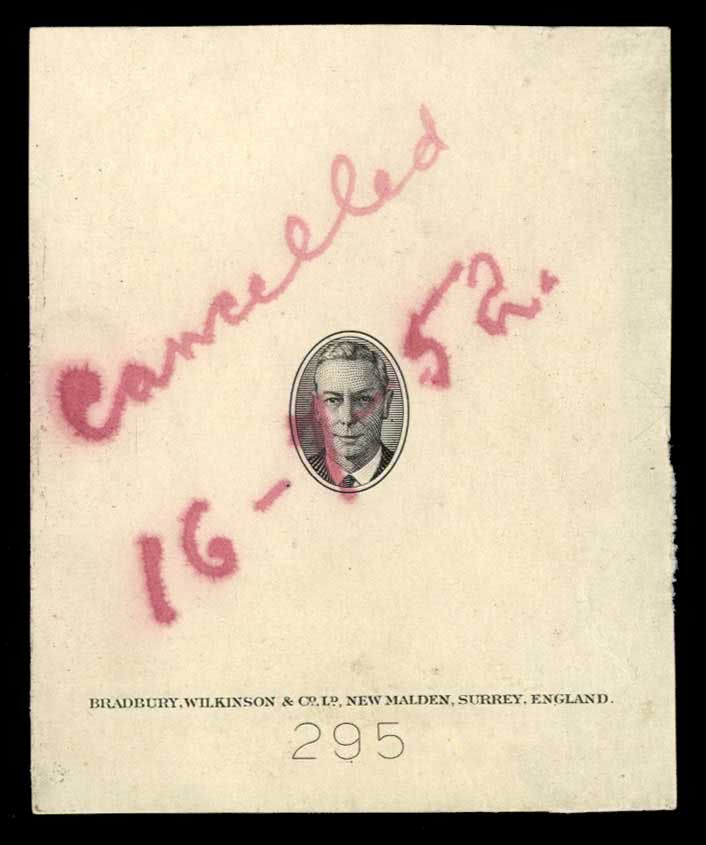 Cancelled
16 - 1 - 52.
BRADBURY, WILKINSON & Co. LD, NEW MALDEN, SURREY, ENGLAND.
295